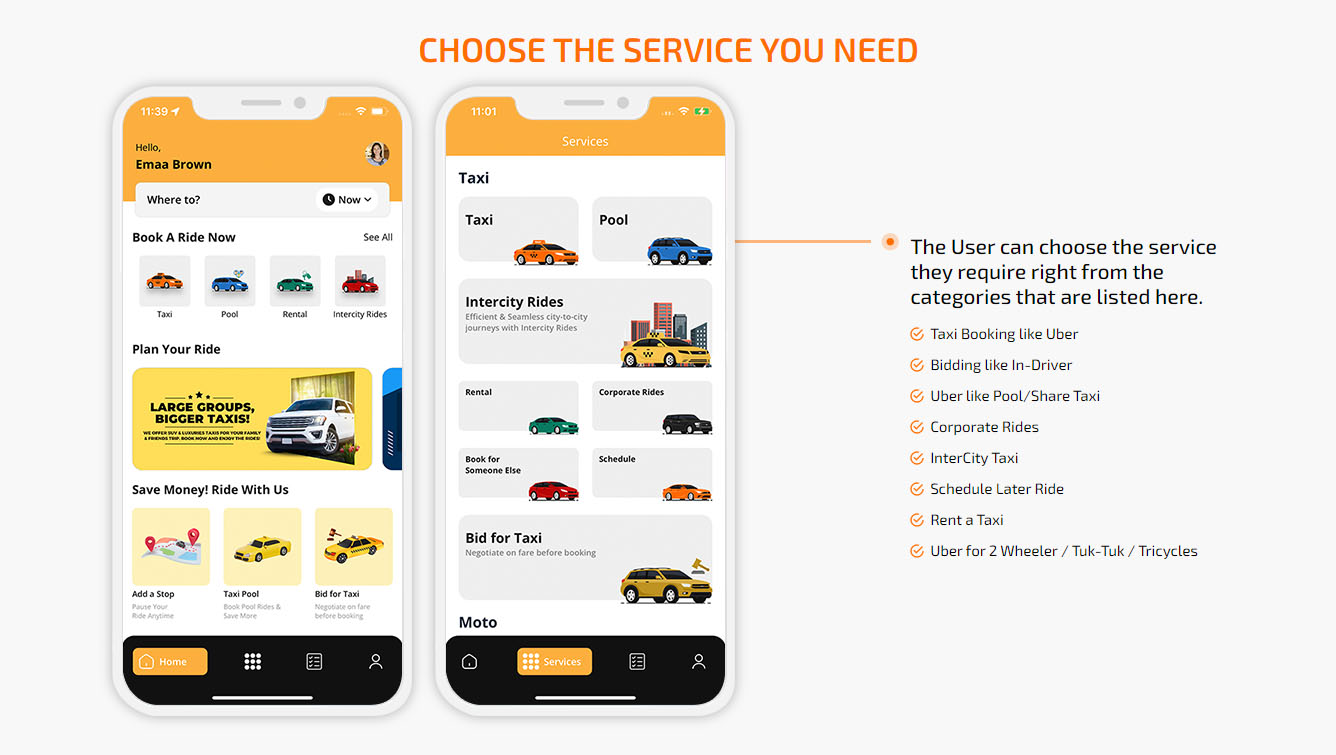 CHOOSE THE SERVICE YOU NEED
11:39
Hello,
Emaa Brown
Where to?
Now
Book A Ride Now
See All
Taxi
Pool
Rental
Intercity Rides
Plan Your Ride
LARGE GROUPS,
BIGGER TAXIS!
WE OFFER SUV & LUXURIES TAXIS FOR YOUR FAMILY
& FRIENDS TRIP. BOOK NOW AND ENJOY THE RIDES!
Save Money! Ride With Us
Add a Stop
Pause Your
Ride Anytime
Taxi Pool
Book Pool Rides &
Save More
Bid for Taxi
Negotiate on fare
before booking
Home
11:01
Services
Taxi
Taxi
Pool
Intercity Rides
Efficient & Seamless city-to-city
journeys with Intercity Rides
Rental
Corporate Rides
Book for
Someone Else
Schedule
Bid for Taxi
Negotiate on fare before booking
Moto
Services
The User can choose the service
they require right from the
categories that are listed here.
Taxi Booking like Uber
Bidding like In-Driver
Uber like Pool/Share Taxi
Corporate Rides
InterCity Taxi
Schedule Later Ride
Rent a Taxi
Uber for 2 Wheeler / Tuk-Tuk / Tricycles